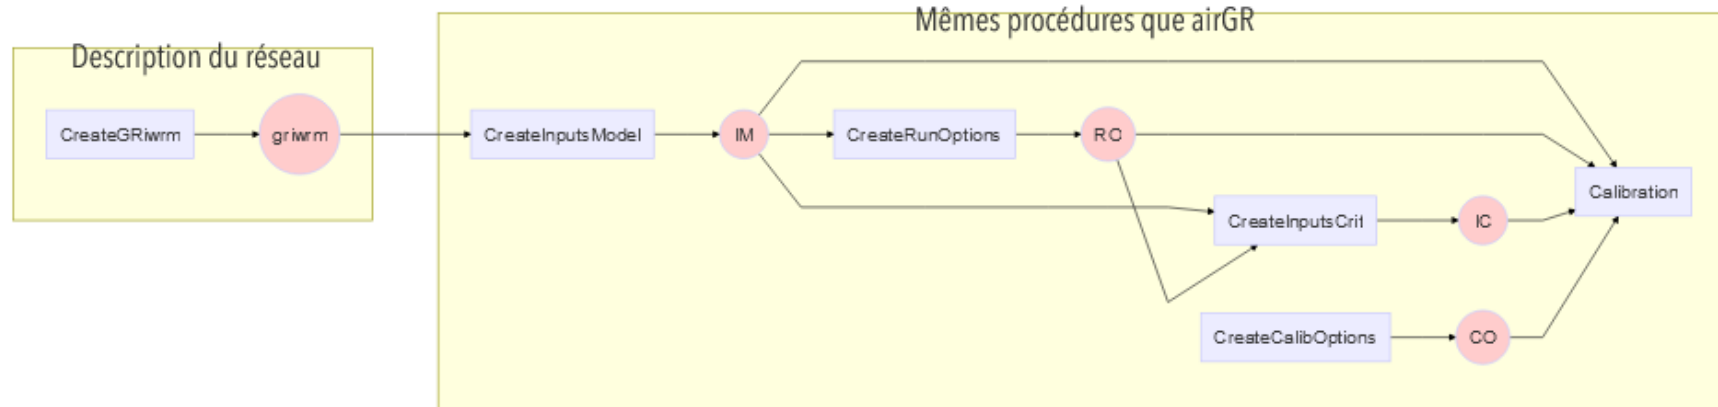 Mêmes procédures que airGR
Description du réseau
CreateGRiwrm
griwrm
CreateInputsModel
IM
CreateRunOptions
RO
Calibration
CreateInputsCrit
IC
CreateCalibOptions
CO